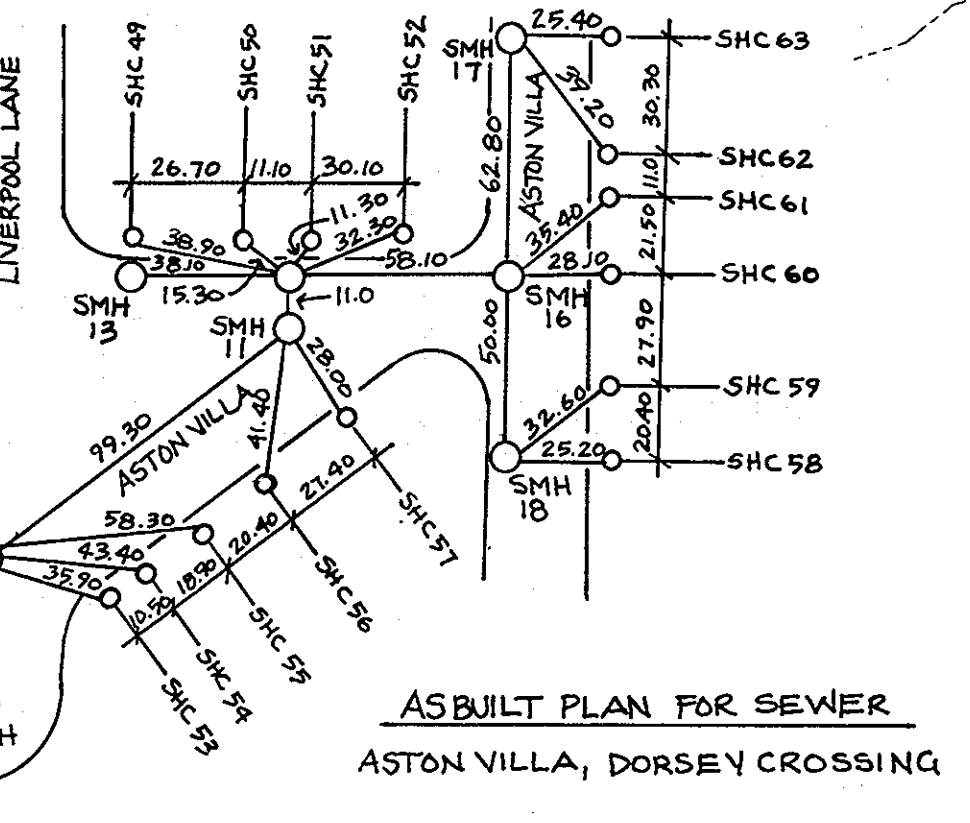 LIVERPOOL LANE
SHC 49
SHC 50
SHC 51
SHC 52
26.70
11.10
30.10
11.30
38.90
32.30
38.10
15.30
58.10
11.0
SMH
13
SMH
11
SMH
17
25.40
SHC 63
39.20
30.30
62.80
ASTON VILLA
SHC 62
11.0
SHC 61
35.40
21.50
28.10
SHC 60
SMH
16
50.00
27.90
SHC 59
32.60
20.40
25.20
SHC 58
SMH
18
28.00
41.40
99.30
ASTON VILLA
27.40
SHC 57
58.30
20.40
SHC 56
43.40
18.90
SHC 55
35.90
10.50
SHC 54
SHC 53
H
ASBUILT PLAN FOR SEWER
ASTON VILLA, DORSEY CROSSING